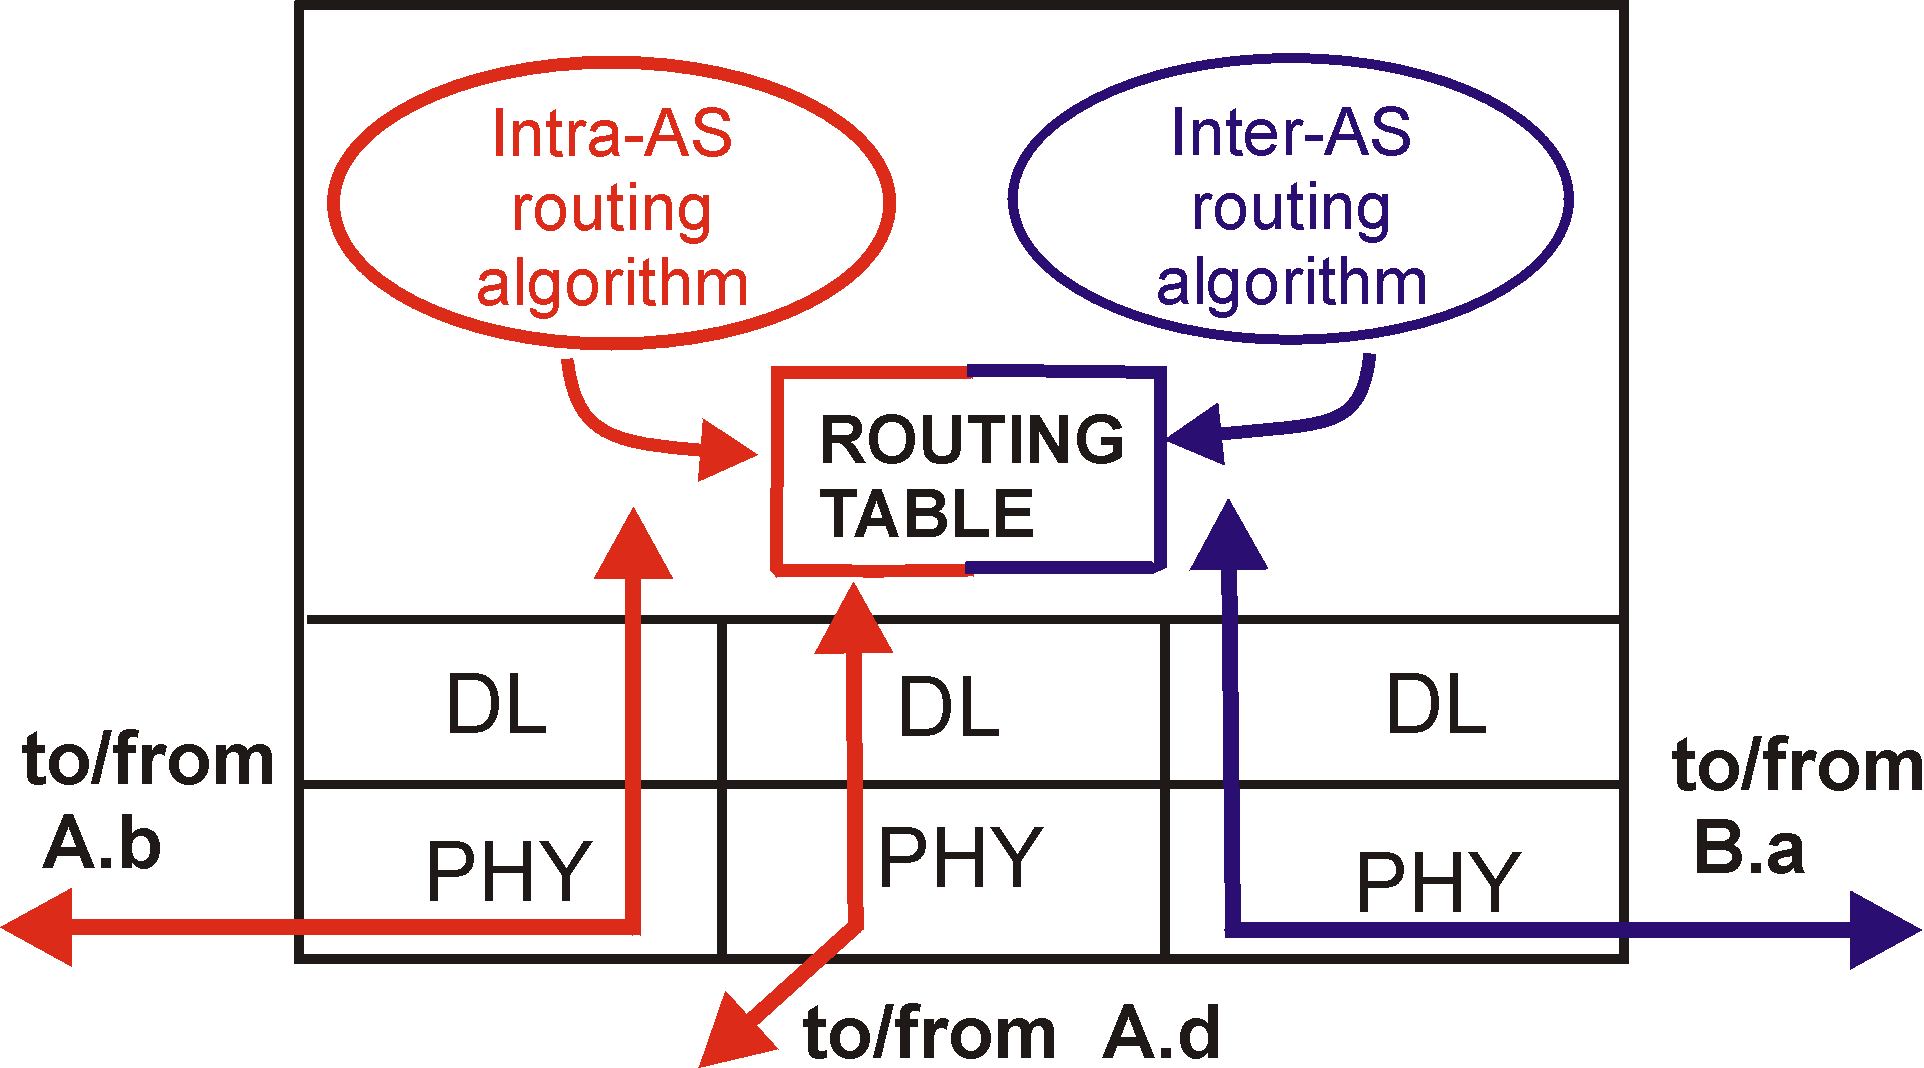 Intra-AS
routing
algorithm
Inter-AS
routing
algorithm
ROUTING
TABLE
DL
DL
DL
to/from
A.b
to/from
B.a
PHY
PHY
PHY
to/from A.d